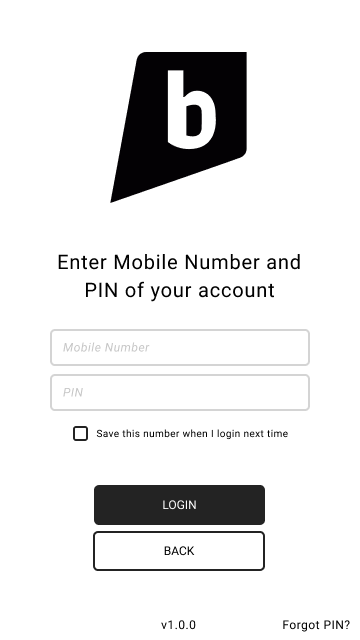 b
Enter Mobile Number and
PIN of your account
Mobile Number
PIN
Save this number when I login next time
LOGIN
BACK
v1.0.0
Forgot PIN?